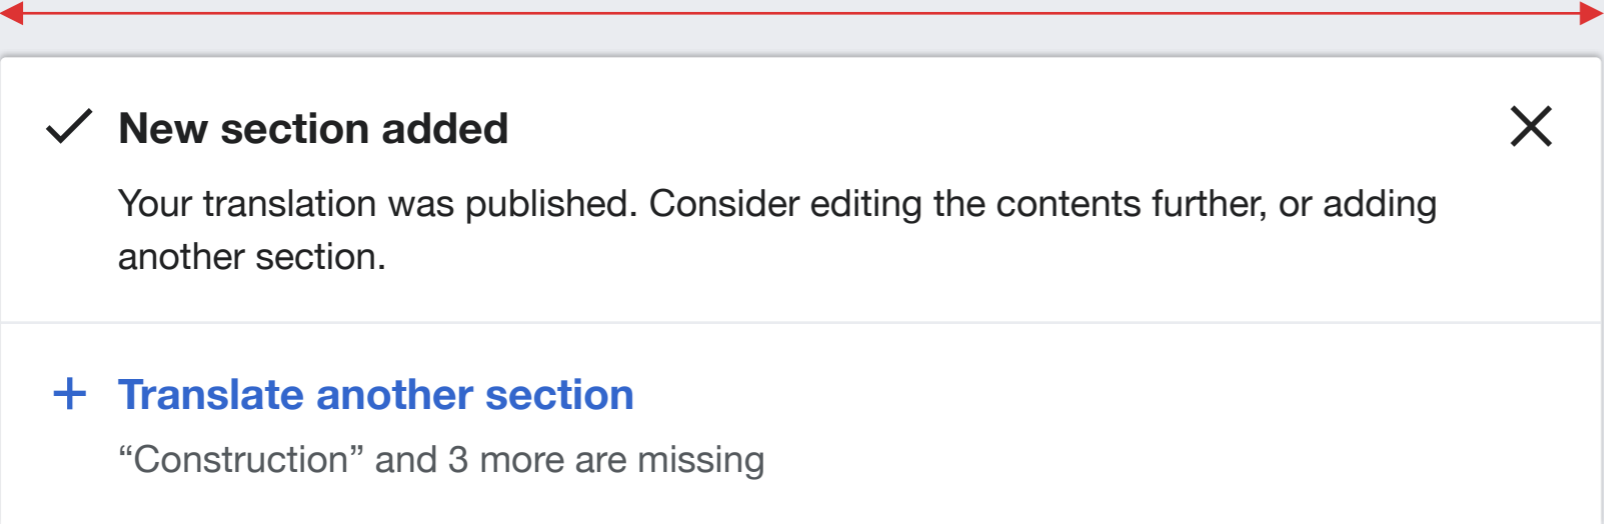 New section added
Your translation was published. Consider editing the contents further, or adding
another section.
Translate another section
“Construction” and 3 more are missing